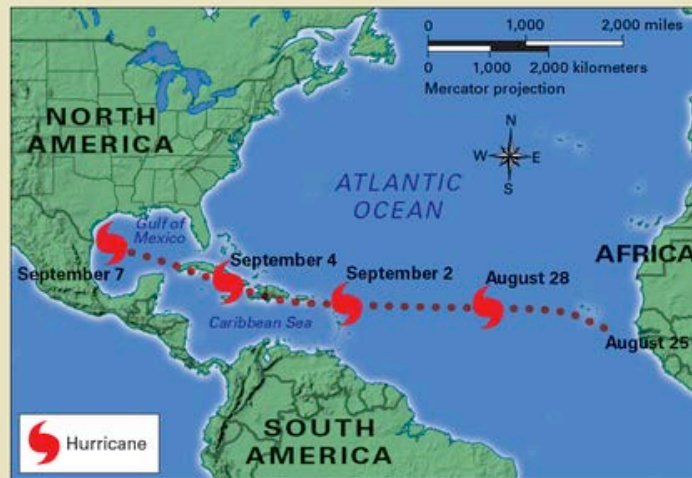 0 1,000 2,000 miles
0 1,000 2,000 kilometers
Mercator projection
N
W E
S
NORTH
AMERICA
ATLANTIC
OCEAN
Gulf of
Mexico
AFRICA
September 7
September 4
September 2
August 28
Caribbean Sea
August 25
SOUTH
AMERICA
Hurricane